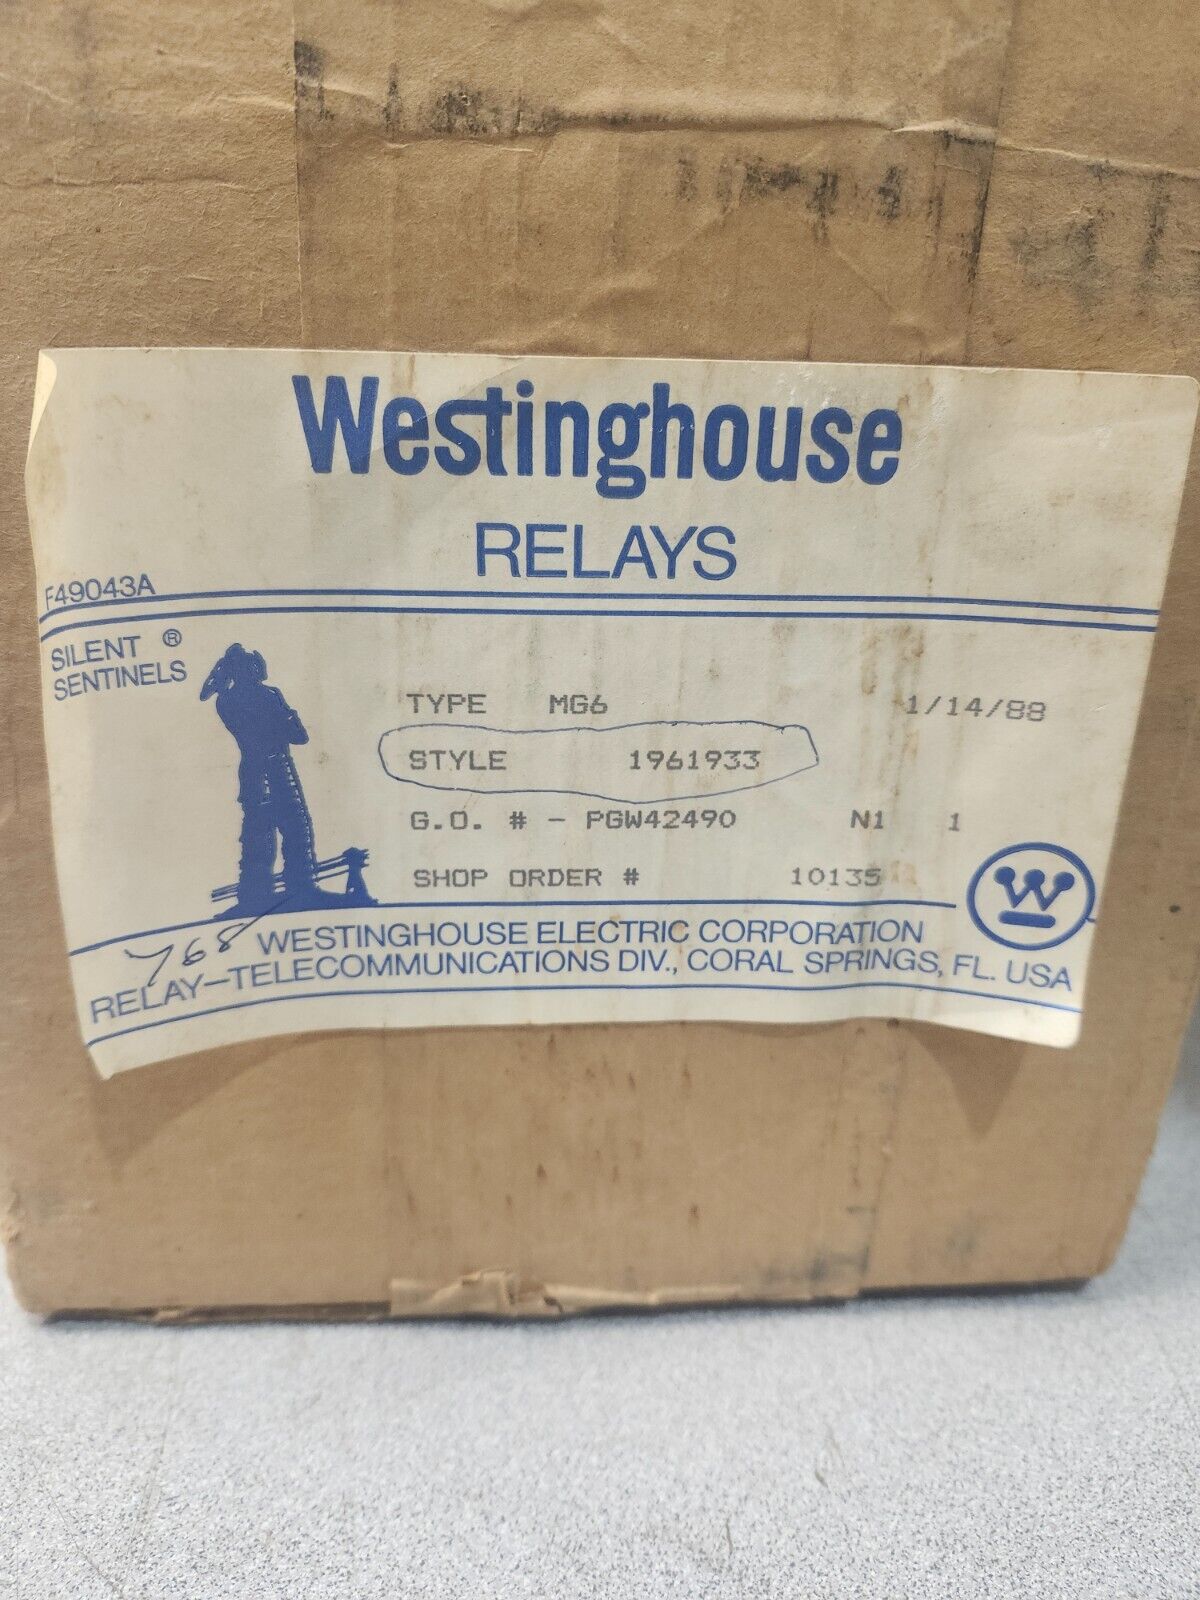 Westinghouse
RELAYS
F49043A
SILENT ®
SENTINELS
TYPE MG6 1/14/88
STYLE 1961933
G.O. # - PGW42490 N1 1
SHOP ORDER # 10135
W
768
WESTINGHOUSE ELECTRIC CORPORATION
RELAY-TELECOMMUNICATIONS DIV., CORAL SPRINGS, FL. USA